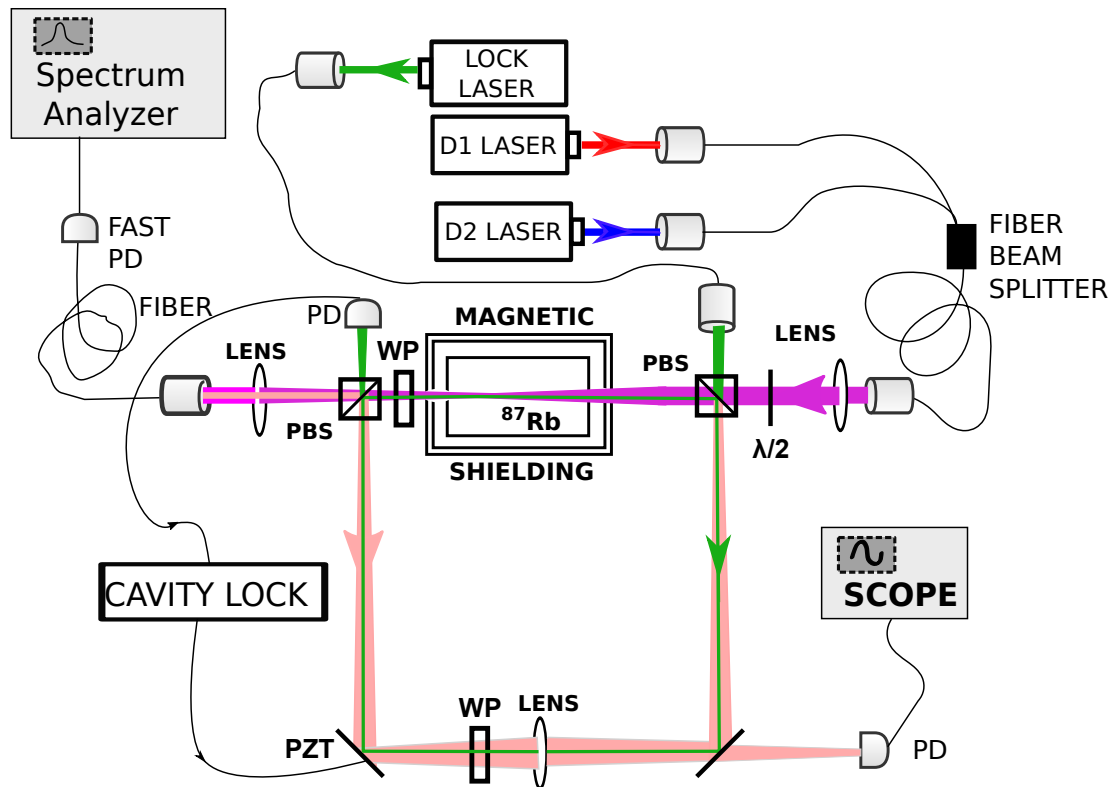 Spectrum
Analyzer
LOCK
LASER
D1 LASER
D2 LASER
FAST
PD
FIBER
BEAM
SPLITTER
FIBER
PD
MAGNETIC
LENS
WP
PBS
LENS
PBS
⁸⁷Rb
λ/2
SHIELDING
CAVITY LOCK
SCOPE
WP
LENS
PZT
PD